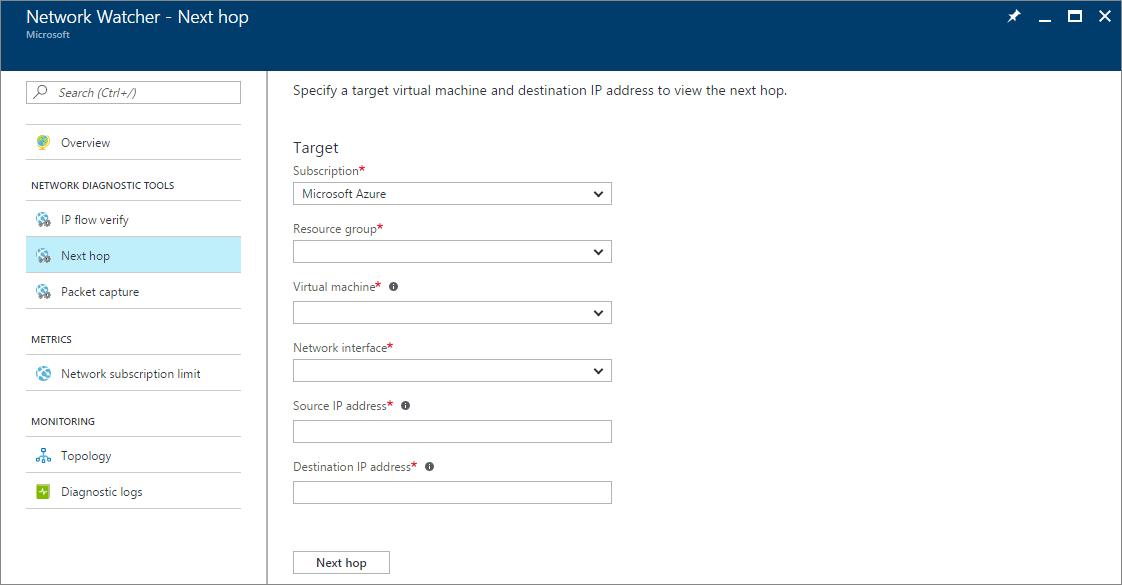 Network Watcher - Next hop
Microsoft
Search (Ctrl+/)
Overview
NETWORK DIAGNOSTIC TOOLS
IP flow verify
Next hop
Packet capture
METRICS
Network subscription limit
MONITORING
Topology
Diagnostic logs
Specify a target virtual machine and destination IP address to view the next hop.
Target
Subscription*
Microsoft Azure
Resource group*
Virtual machine*
Network interface*
Source IP address*
Destination IP address*
Next hop